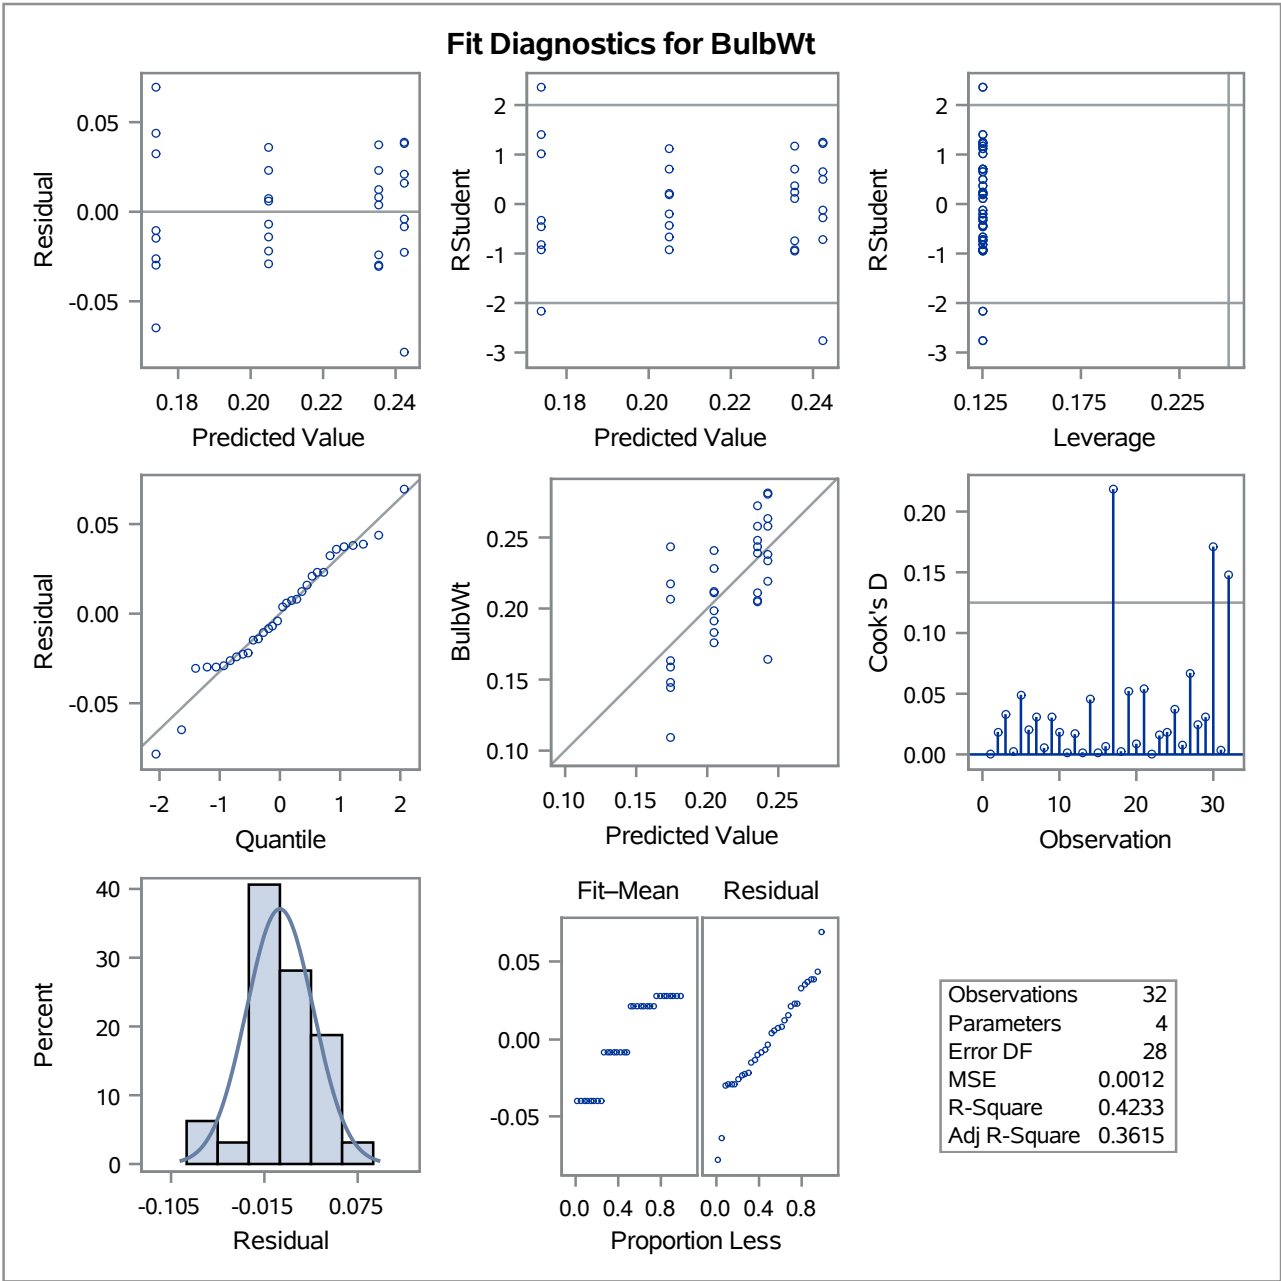 Fit Diagnostics for BulbWt
Residual
0.05
0.00
-0.05
0.18 0.20 0.22 0.24
Predicted Value
RStudent
2
1
0
-1
-2
-3
0.18 0.20 0.22 0.24
Predicted Value
RStudent
2
1
0
-1
-2
-3
0.125 0.175 0.225
Leverage
Residual
0.05
0.00
-0.05
-2 -1 0 1 2
Quantile
BulbWt
0.25
0.20
0.15
0.10
0.10 0.15 0.20 0.25
Predicted Value
Cook's D
0.20
0.15
0.10
0.05
0.00
0 10 20 30
Observation
Percent
40
30
20
10
0
-0.105 -0.015 0.075
Residual
Fit–Mean Residual
0.05
0.00
-0.05
0.0 0.4 0.8 0.0 0.4 0.8
Proportion Less
Observations 32
Parameters 4
Error DF 28
MSE 0.0012
R-Square 0.4233
Adj R-Square 0.3615